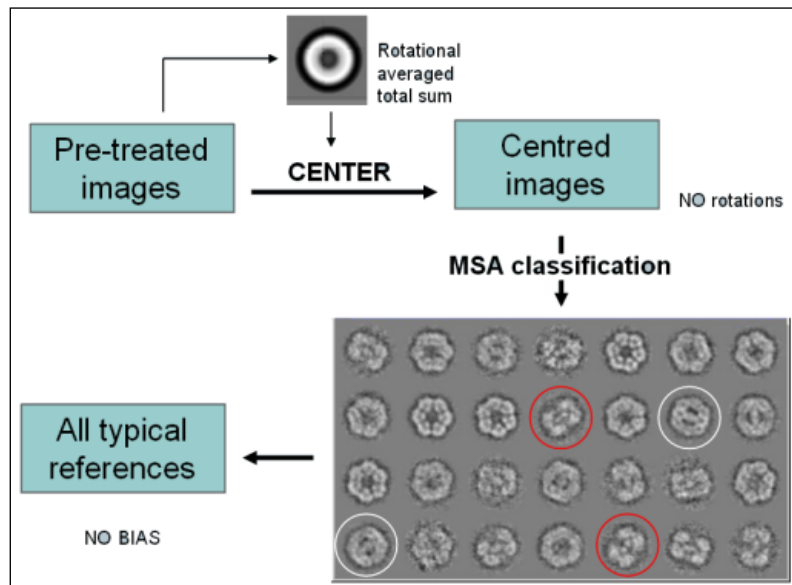 Rotational
averaged
total sum
Pre-treated
images
CENTER
Centred
images
NO rotations
MSA classification
All typical
references
NO BIAS